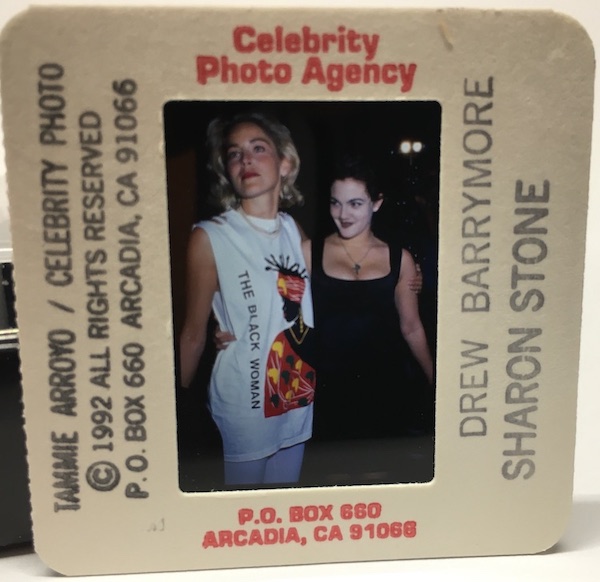 Celebrity
Photo Agency
TAMMIE ARROYO / CELEBRITY PHOTO
© 1992 ALL RIGHTS RESERVED
P.O. BOX 660 ARCADIA, CA 91066
THE BLACK WOMAN
DREW BARRYMORE
SHARON STONE
P.O. BOX 660
ARCADIA, CA 91066